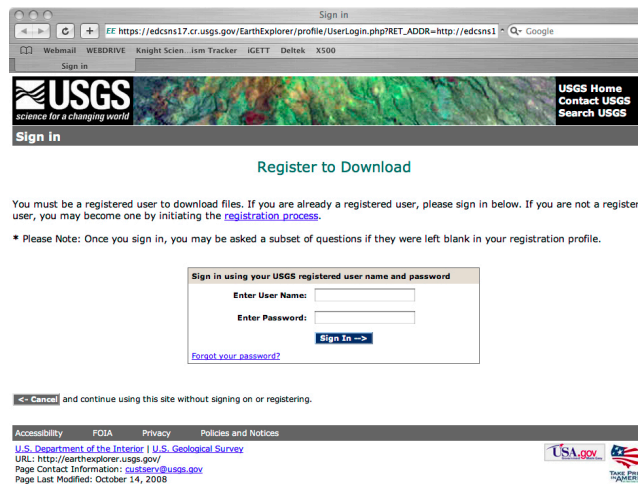 Sign in
EE https://edcsns17.cr.usgs.gov/EarthExplorer/profile/UserLogin.php?RET_ADDR=http://edcsns1
Google
Webmail WEBDRIVE Knight Scien...ism Tracker iGETT Deltek X500
Sign in
USGS
science for a changing world
USGS Home
Contact USGS
Search USGS
Sign in
Register to Download
You must be a registered user to download files. If you are already a registered user, please sign in below. If you are not a register
user, you may become one by initiating the registration process.
* Please Note: Once you sign in, you may be asked a subset of questions if they were left blank in your registration profile.
Sign in using your USGS registered user name and password
Enter User Name:
Enter Password:
Sign In -->
Forgot your password?
<- Cancel and continue using this site without signing on or registering.
Accessibility FOIA Privacy Policies and Notices
U.S. Department of the Interior | U.S. Geological Survey
URL: http://earthexplorer.usgs.gov/
Page Contact Information: custserv@usgs.gov
Page Last Modified: October 14, 2008
USA.gov
TAKE PRI
IN AMERI